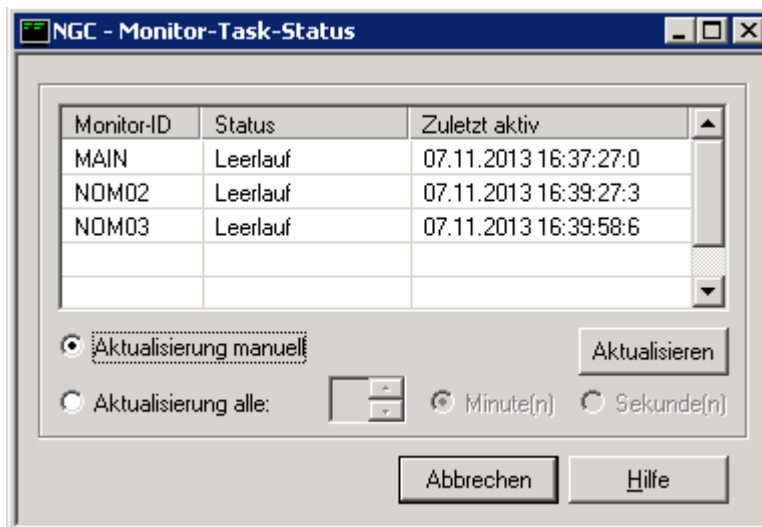 NGC - Monitor-Task-Status
Monitor-ID Status Zuletzt aktiv
MAIN Leerlauf 07.11.2013 16:37:27:0
NOM02 Leerlauf 07.11.2013 16:39:27:3
NOM03 Leerlauf 07.11.2013 16:39:58:6
Aktualisierung manuell Aktualisieren
Aktualisierung alle: Minute(n) Sekunde(n)
Abbrechen Hilfe